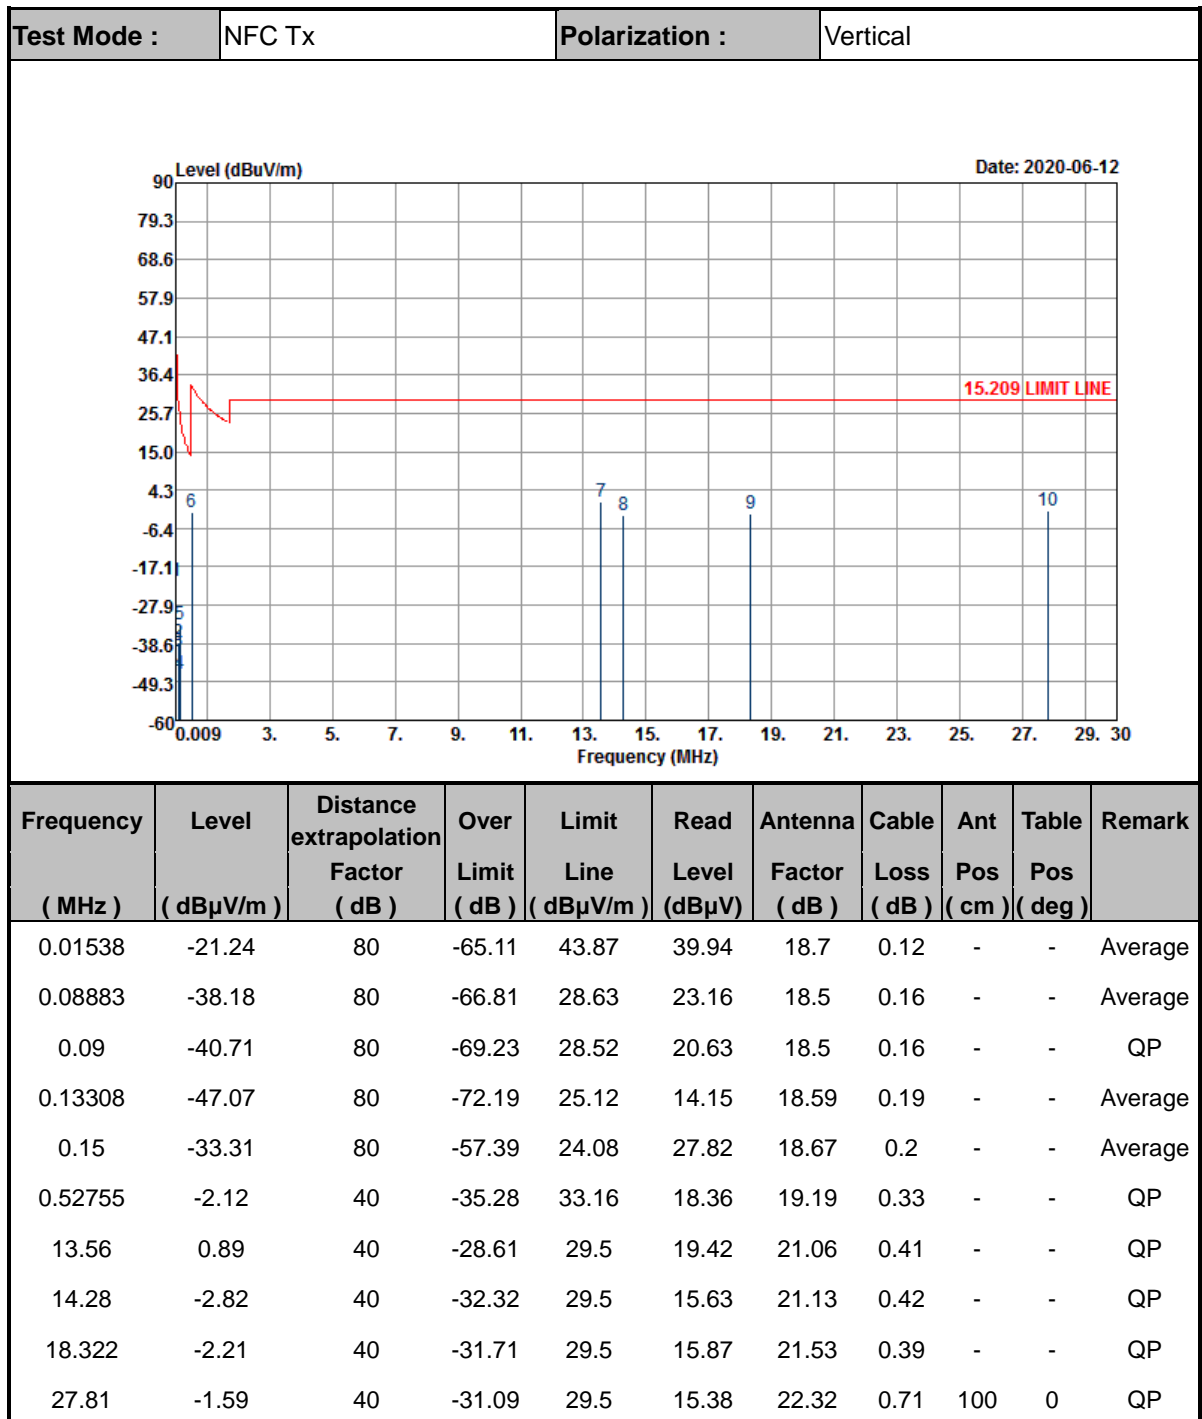 Test Mode : NFC Tx Polarization : Vertical
Level (dBuV/m) Date: 2020-06-12
90
79.3
68.6
57.9
47.1
36.4
15.209 LIMIT LINE
25.7
15.0
4.3
6 7 8 9 10
-6.4
-17.1
-27.9
5
-38.6
4
-49.3
-60
0.009 3. 5. 7. 9. 11. 13. 15. 17. 19. 21. 23. 25. 27. 29. 30
Frequency (MHz)
Frequency Level Distance extrapolation Over Limit Read Antenna Cable Ant Table Remark
Factor Limit Line Level Factor Loss Pos Pos
( MHz ) ( dBµV/m ) ( dB ) ( dB ) ( dBµV/m ) (dBµV) ( dB ) ( dB ) ( cm ) ( deg )
0.01538 -21.24 80 -65.11 43.87 39.94 18.7 0.12 - - Average
0.08883 -38.18 80 -66.81 28.63 23.16 18.5 0.16 - - Average
0.09 -40.71 80 -69.23 28.52 20.63 18.5 0.16 - - QP
0.13308 -47.07 80 -72.19 25.12 14.15 18.59 0.19 - - Average
0.15 -33.31 80 -57.39 24.08 27.82 18.67 0.2 - - Average
0.52755 -2.12 40 -35.28 33.16 18.36 19.19 0.33 - - QP
13.56 0.89 40 -28.61 29.5 19.42 21.06 0.41 - - QP
14.28 -2.82 40 -32.32 29.5 15.63 21.13 0.42 - - QP
18.322 -2.21 40 -31.71 29.5 15.87 21.53 0.39 - - QP
27.81 -1.59 40 -31.09 29.5 15.38 22.32 0.71 100 0 QP